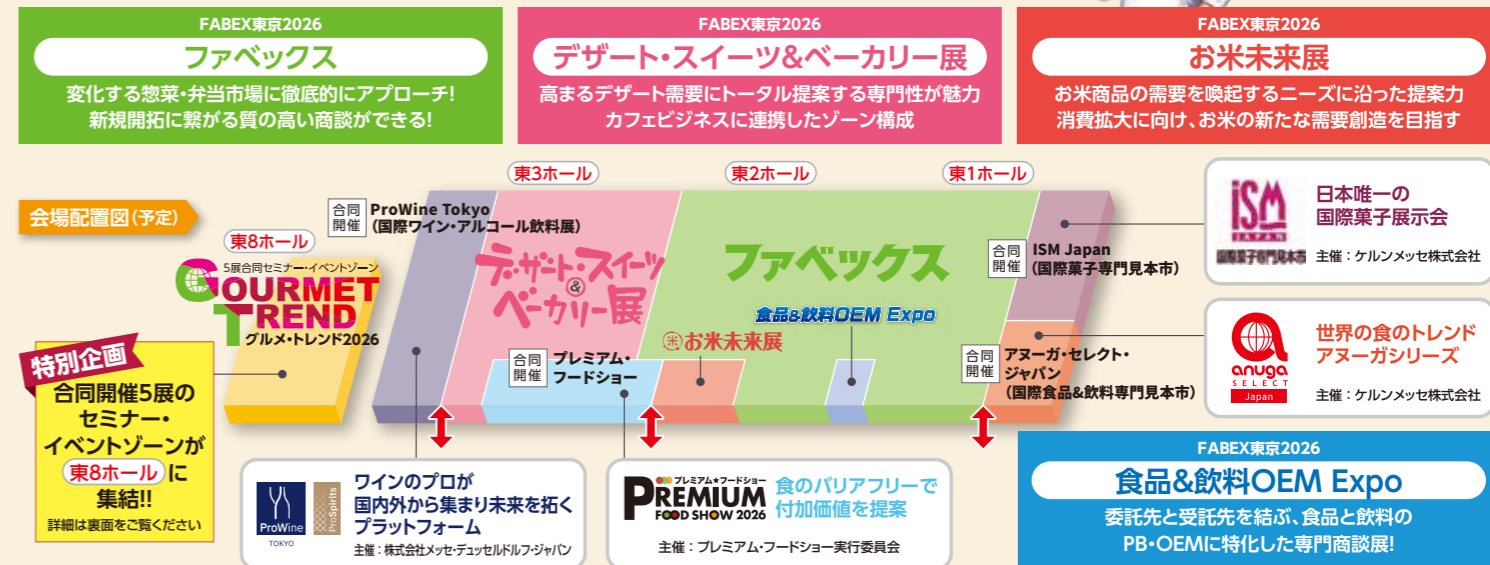 FABEX東京2026
ファベックス
変化する惣菜・弁当市場に徹底的にアプローチ!
新規開拓に繋がる質の高い商談ができる!
FABEX東京2026
デザート・スイーツ&ベーカリー展
高まるデザート需要にトータル提案する専門性が魅力
カフェビジネスに連携したゾーン構成
FABEX東京2026
お米未来展
お米商品の需要を喚起するニーズに沿った提案力
消費拡大に向け、お米の新たな需要創造を目指す
会場配置図(予定)
東8ホール
東3ホール
東2ホール
東1ホール
5展合同セミナー・イベントゾーン
GOURMET
TREND
グルメ・トレンド2026
合同
開催
ProWine Tokyo
(国際ワイン・アルコール飲料展)
デザート・スイーツ
&
ベーカリー展
ファベックス
食品&飲料OEM Expo
米お米未来展
合同
開催
プレミアム・
フードショー
合同
開催
ISM Japan
(国際菓子専門見本市)
合同
開催
アヌーガ・セレクト・
ジャパン
(国際食品&飲料専門見本市)
特別企画
合同開催5展の
セミナー・
イベントゾーンが
東8ホールに
集結!!
詳細は裏面をご覧ください
ProWine
TOKYO
ProSpirits
ワインのプロが
国内外から集まり未来を拓く
プラットフォーム
主催:株式会社メッセ・デュッセルドルフ・ジャパン
プレミアム★フードショー
PREMIUM
FOOD SHOW 2026
食のバリアフリーで
付加価値を提案
主催:プレミアム・フードショー実行委員会
ISM
JAPAN
国際菓子専門見本市
日本唯一の
国際菓子展示会
主催:ケルンメッセ株式会社
anuga
SELECT
Japan
世界の食のトレンド
アヌーガシリーズ
主催:ケルンメッセ株式会社
FABEX東京2026
食品&飲料OEM Expo
委託先と受託先を結ぶ、食品と飲料の
PB・OEMに特化した専門商談展!